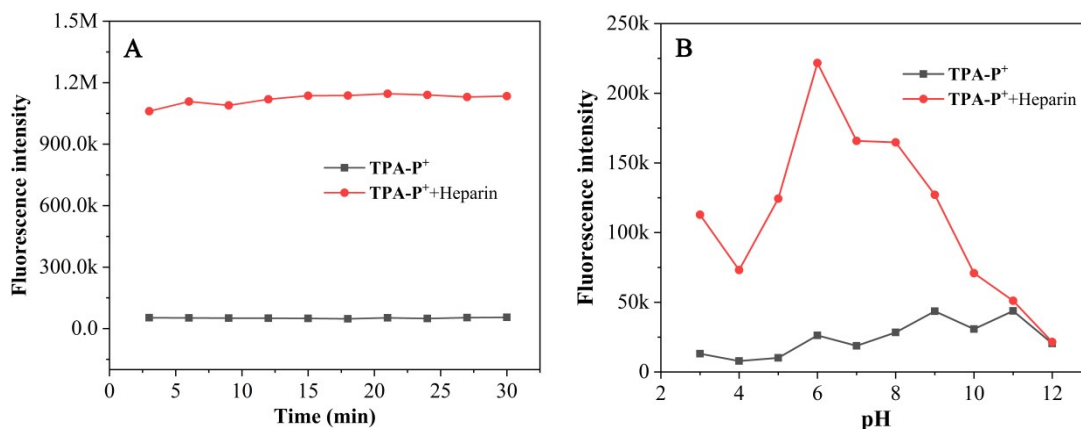 A
Fluorescence intensity
1.5M
1.2M
900.0k
600.0k
300.0k
0.0
TPA-P⁺
TPA-P⁺+Heparin
0 5 10 15 20 25 30
Time (min)
B
Fluorescence intensity
250k
200k
150k
100k
50k
0
TPA-P⁺
TPA-P⁺+Heparin
2 4 6 8 10 12
pH